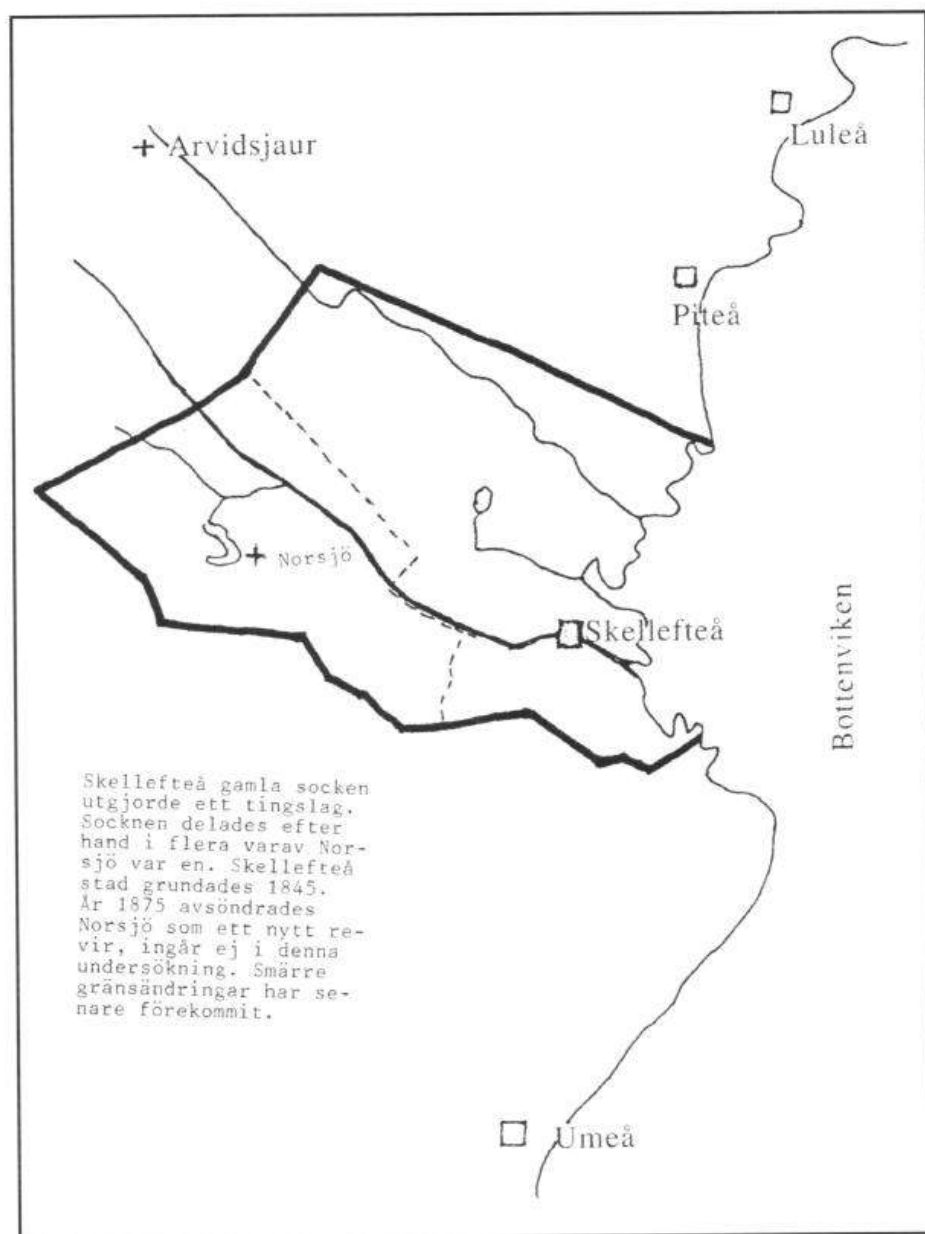 Luleå
Arvidsjaur
Piteå
Norsjö
Skellefteå
Bottenviken
Skellefteå gamla socken
utgjorde ett tingslag.
Socknen delades efter
hand i flera varav Nor-
sjö var en. Skellefteå
stad grundades 1845.
År 1875 avsöndrades
Norsjö som ett nytt re-
vir, ingår ej i denna
undersökning. Smärre
gränsändringar har se-
nare förekommit.
Umeå